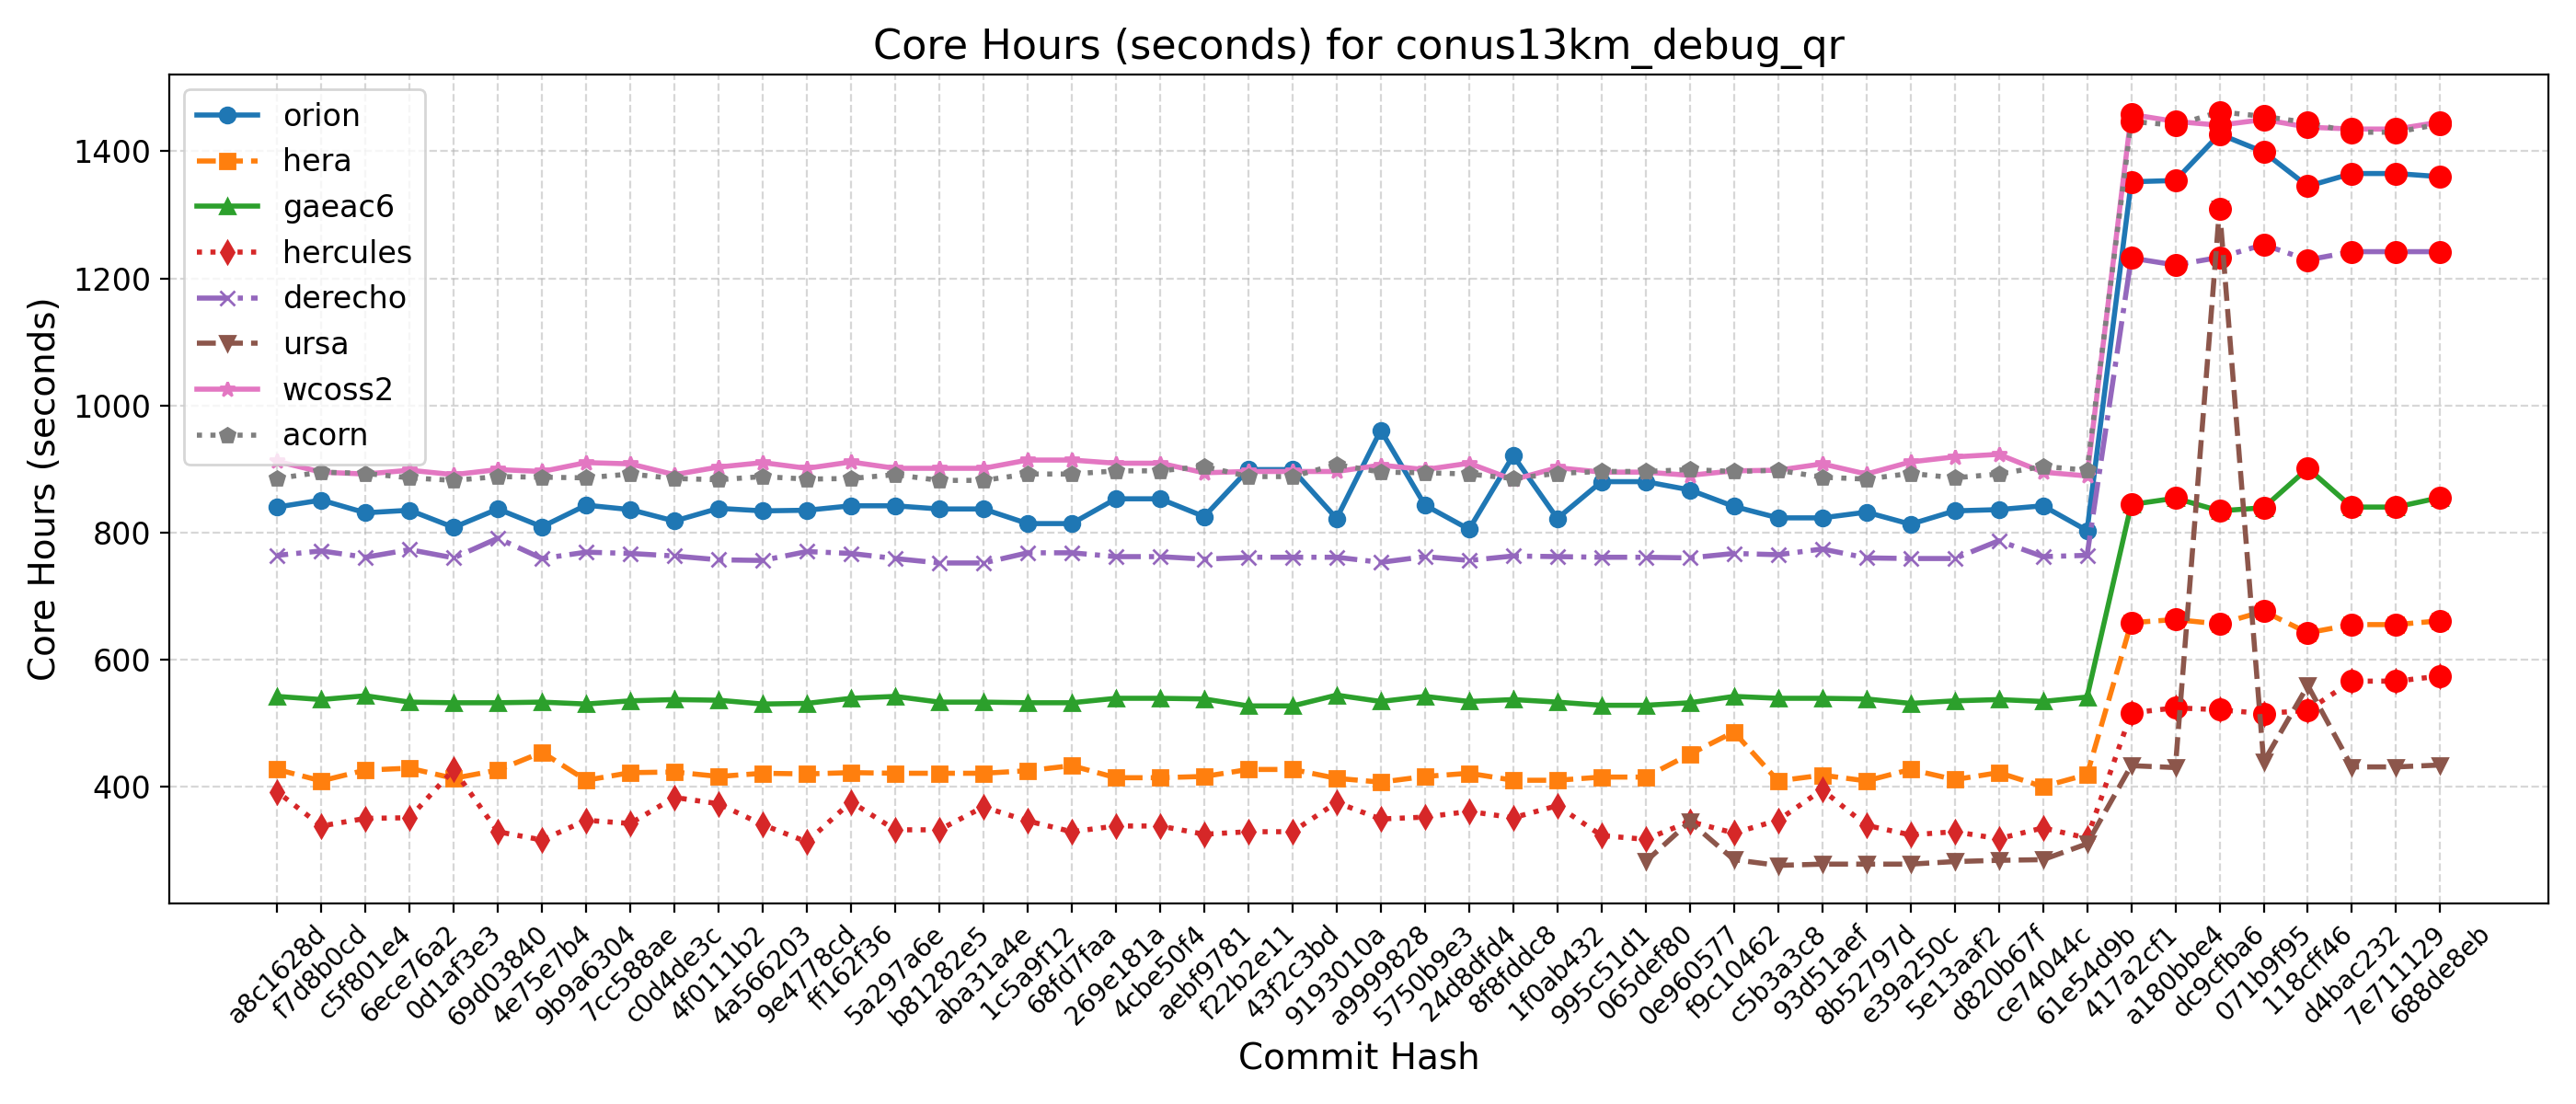 Core Hours (seconds) for conus13km_debug_qr
Core Hours (seconds)
1400
1200
1000
800
600
400
orion
hera
gaeac6
hercules
derecho
ursa
wcoss2
acorn
a8c1628d
f7d8b0cd
c5f801e4
6ece76a2
0d1af3e3
69d03840
4e75e7b4
9b9a6304
7cc588ae
c0d4de3c
4f0111b2
4a566203
9e4778cd
ff162f36
5a297a6e
b81282e5
aba31a4e
1c5a9f12
68fd7faa
269e181a
4cbe50f4
aebf9781
f22b2e11
43f2c3bd
9193010a
a9999828
5750b9e3
24d8dfd4
8f8fddc8
1f0ab432
995c51d1
065def80
0e960577
f9c10462
c5b3a3c8
93d51aef
8b52797d
e39a250c
5e13aaf2
d820b67f
ce74044c
61e54d9b
417a2cf1
a180bbe4
dc9cfba6
071b9f95
118cff46
d4bac232
7e711129
688de8eb
Commit Hash